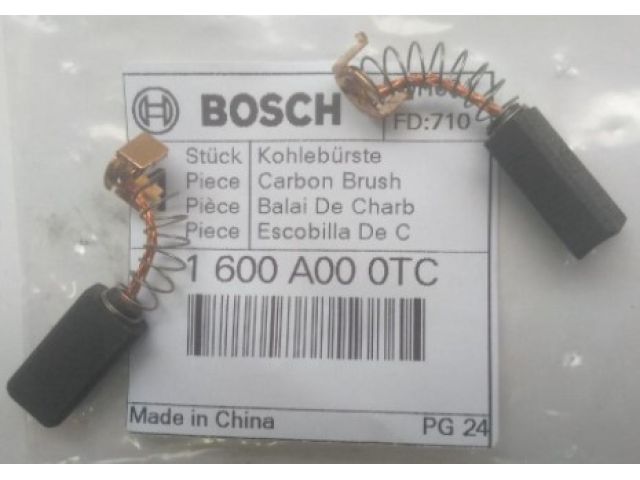 BOSCH
FD:710
Stück Kohlebürste
Piece Carbon Brush
Pièce Balai De Charb
Piece Escobilla De C
1 600 A00 0TC
Made in China PG 24